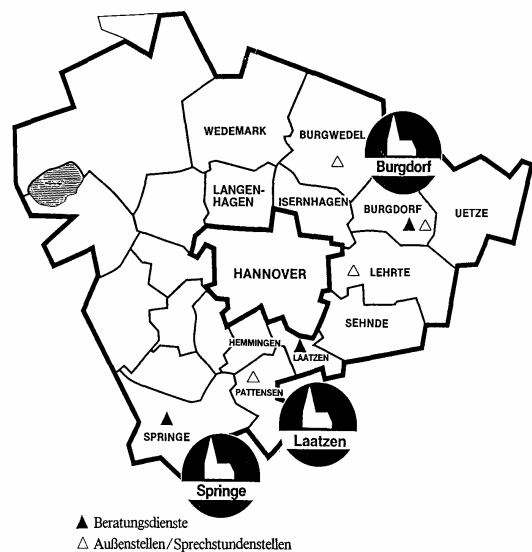 WEDEMARK
BURGWEDEL
Burgdorf
LANGEN-
HAGEN
ISERNHAGEN
BURGDORF
UETZE
HANNOVER
LEHRTE
SEHNDE
HEMMINGEN
LAATZEN
PATTENSEN
SPRINGE
Laatzen
Springe
Beratungsdienste
Außenstellen/Sprechstundenstellen